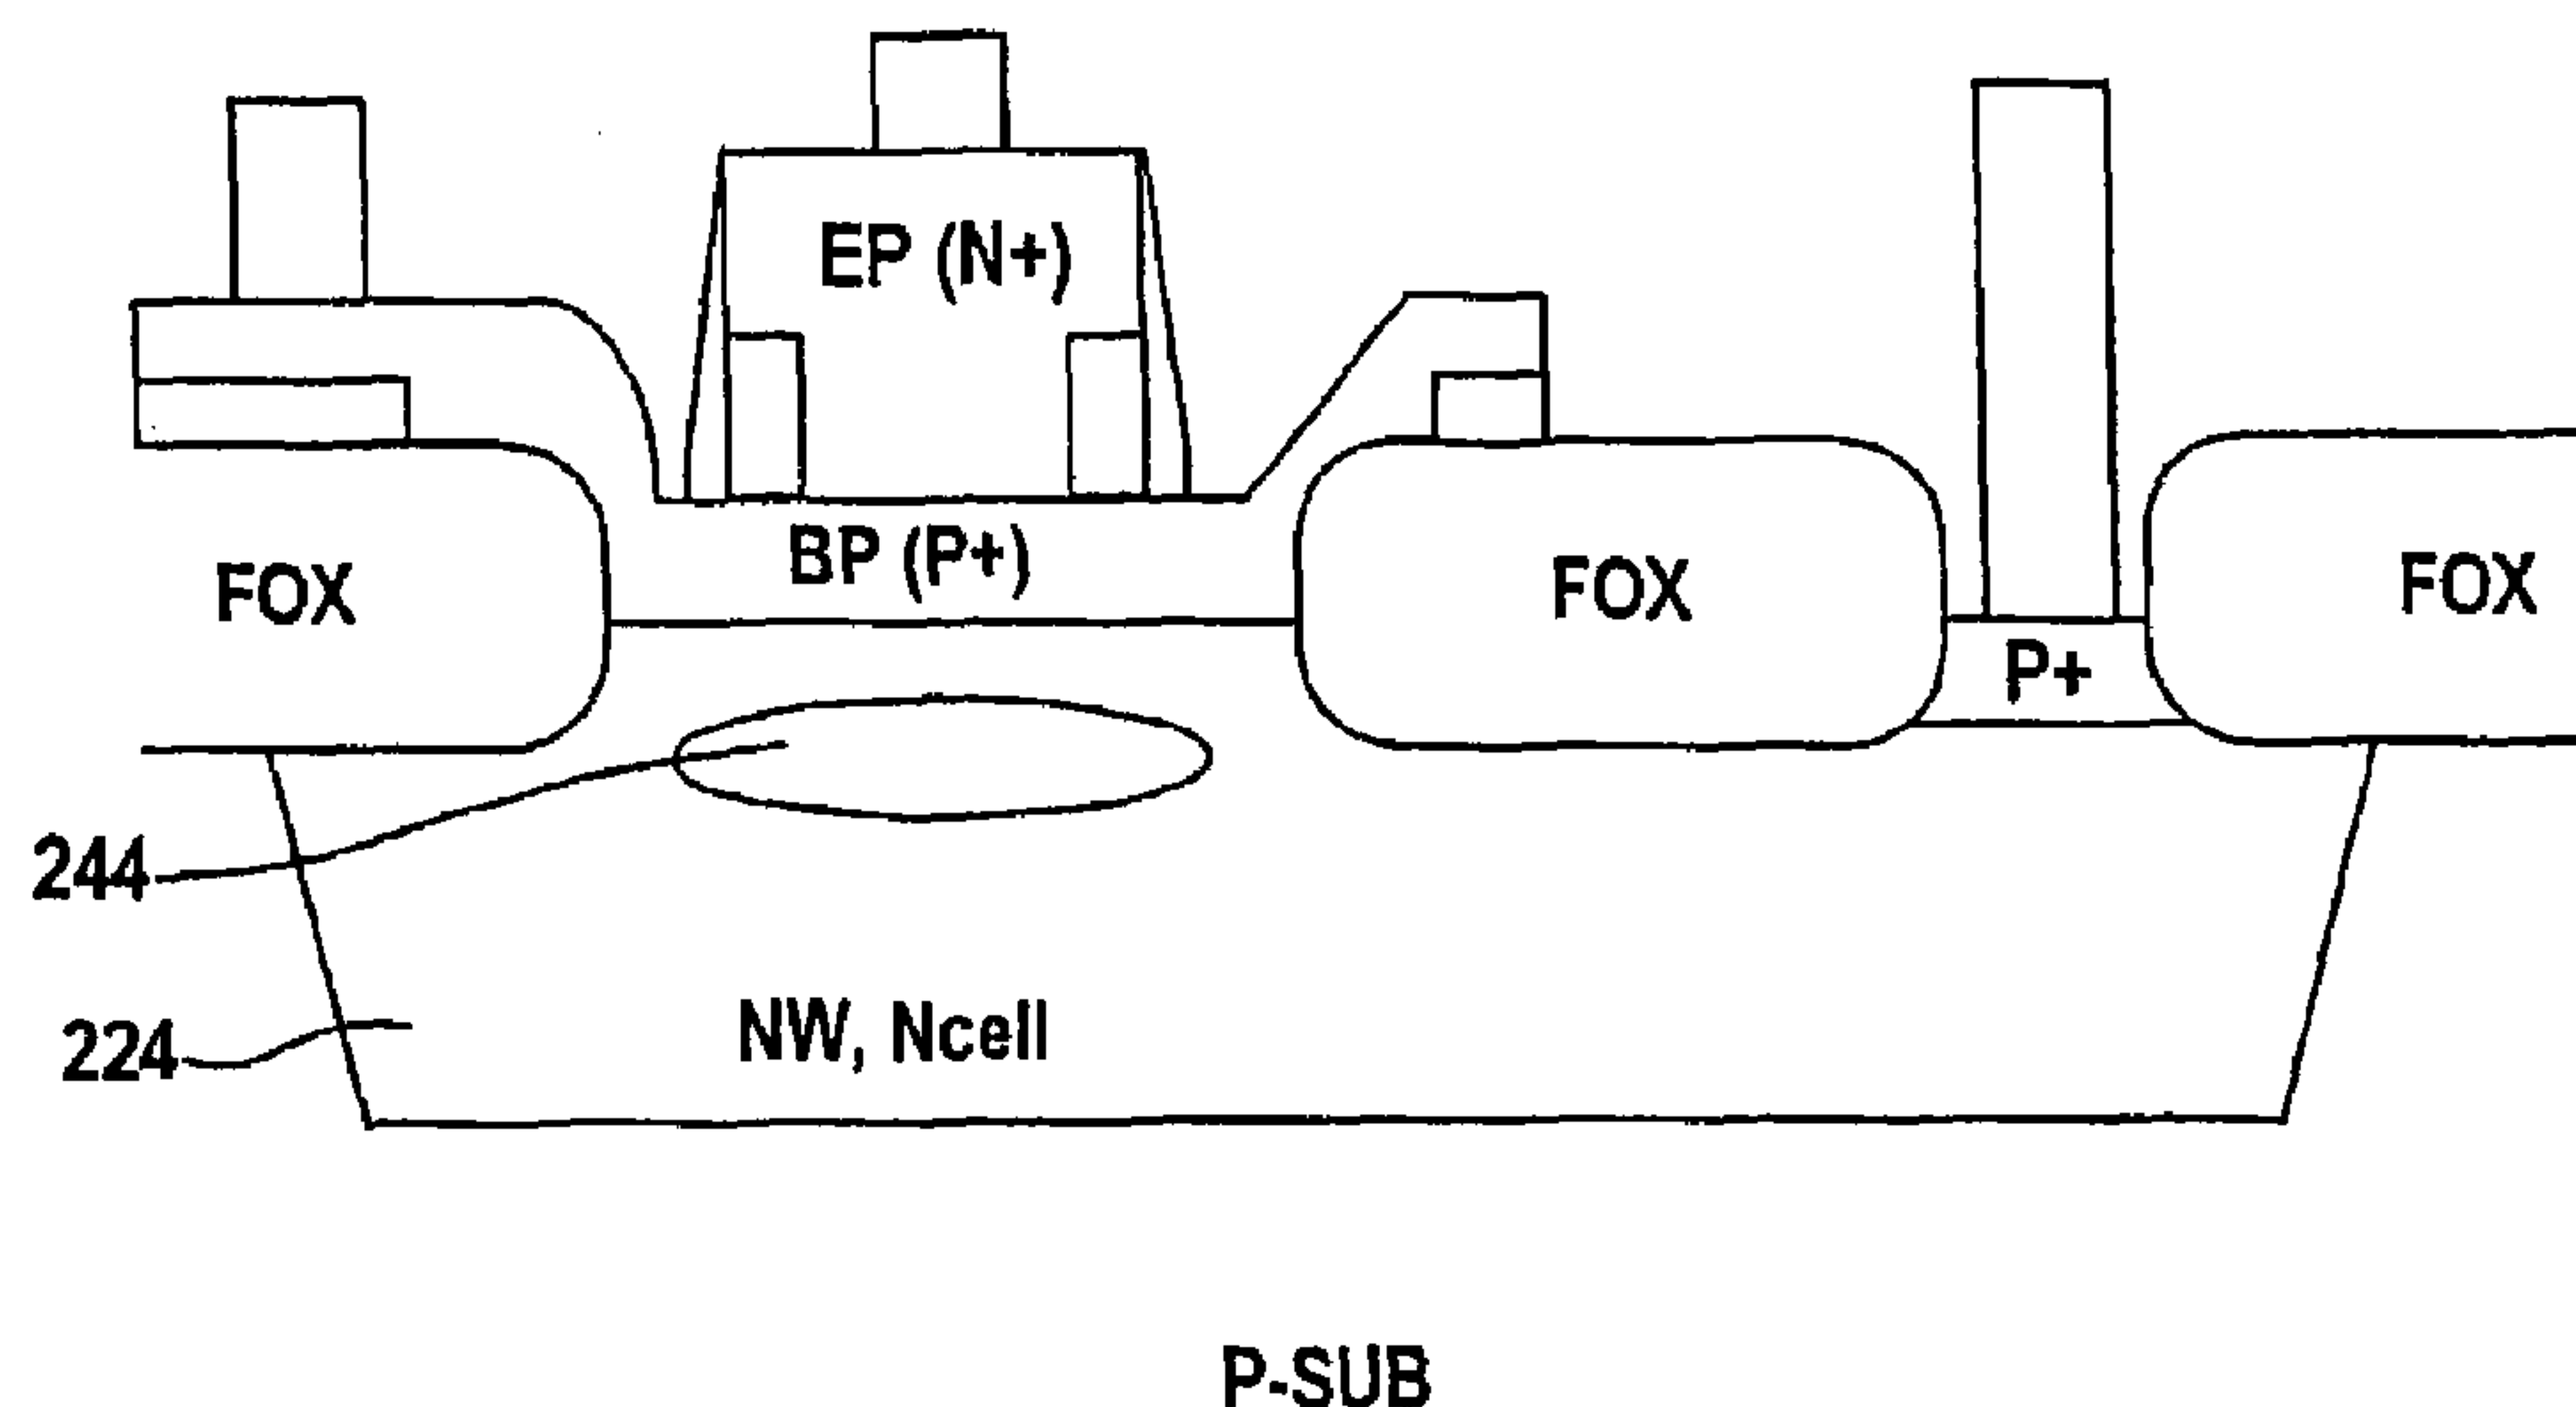 EP (N+)
BP (P+)
FOX
FOX
FOX
P+
244
224
NW, Ncell
P-SUB